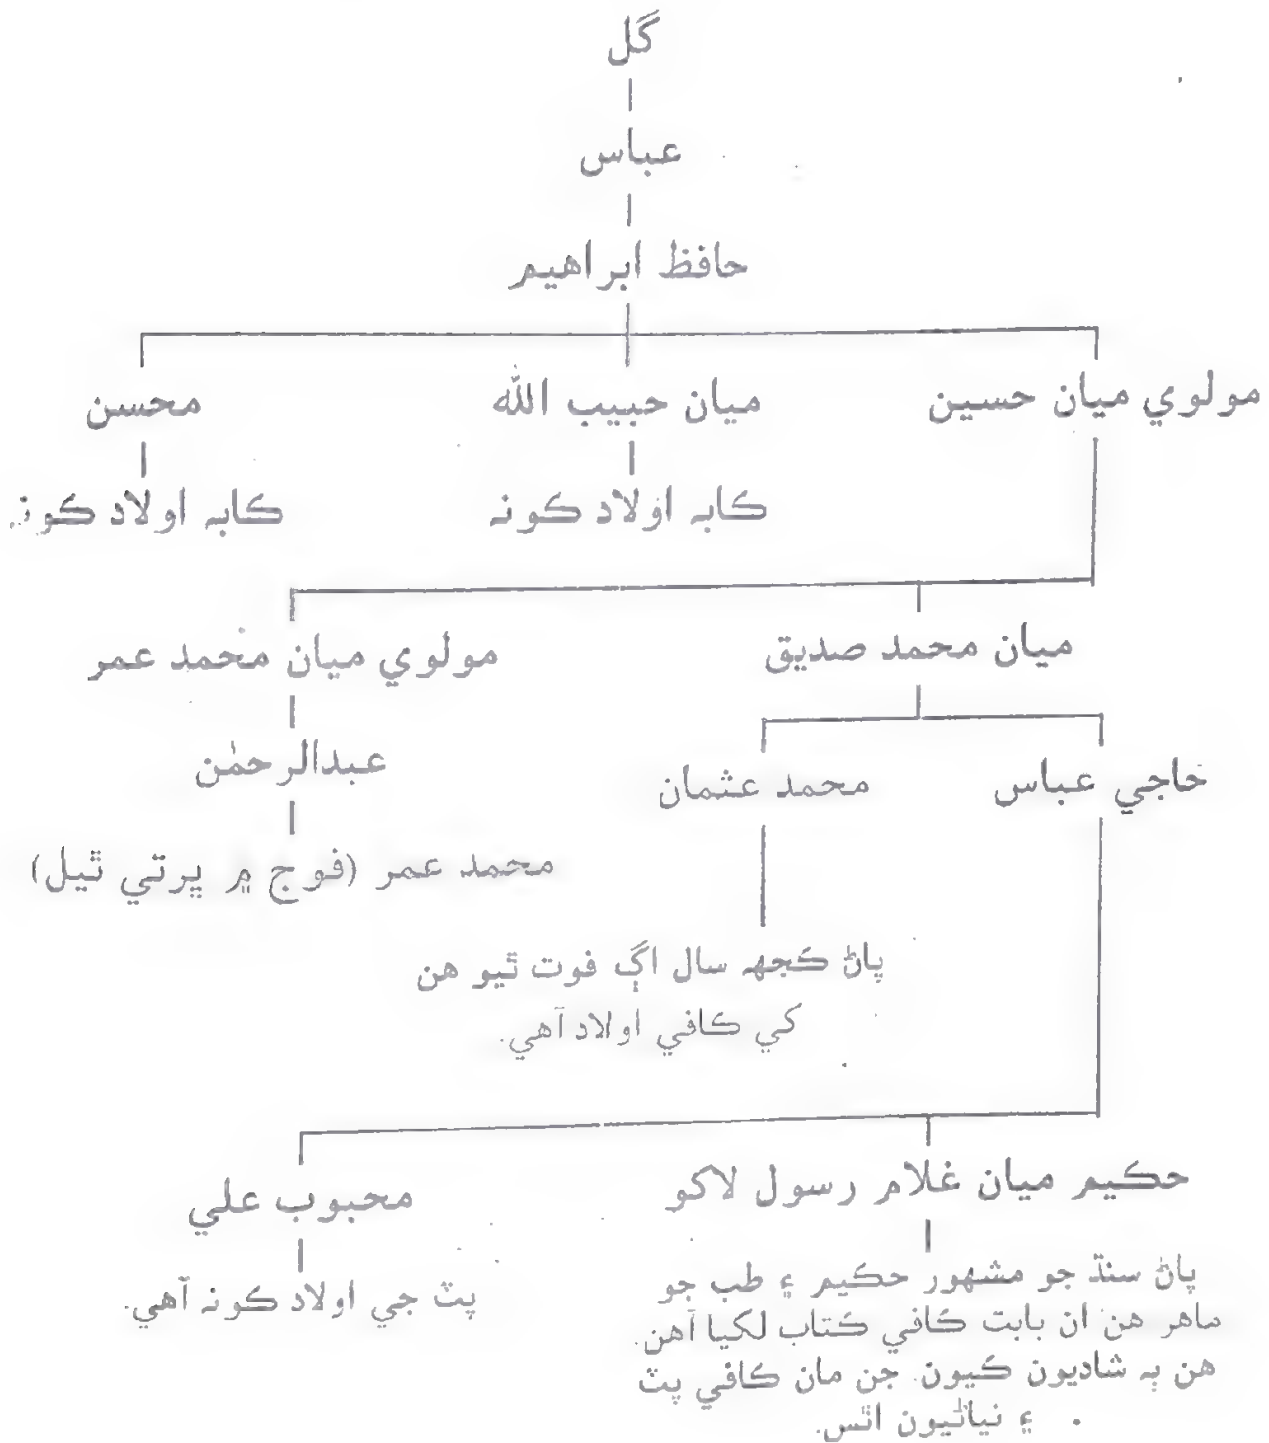 گل
عباس
حافظ ابراهيم
مولوي ميان حسين
ميان حبيب الله
محسن
ڪابہ اولاد ڪونہ
ڪابہ اولاد ڪونہ
ميان محمد صديق
مولوي ميان محمد عمر
حاجي عباس
محمد عثمان
عبدالرحمٰن
محمد عمر (فوج ۾ ڀرتي ٿيل)
پاڻ ڪجهہ سال اڳ فوت ٿيو هن
کي ڪافي اولاد آهي.
حڪيم ميان غلام رسول لاکو
محبوب علي
پاڻ سنڌ جو مشهور حڪيم ۽ طب جو
ماهر هن ان بابت ڪافي ڪتاب لکيا آهن.
هن ٻہ شاديون ڪيون. جن مان ڪافي پٽ
۽ نياڻيون اٿس.
پٽ جي اولاد ڪونہ آهي.